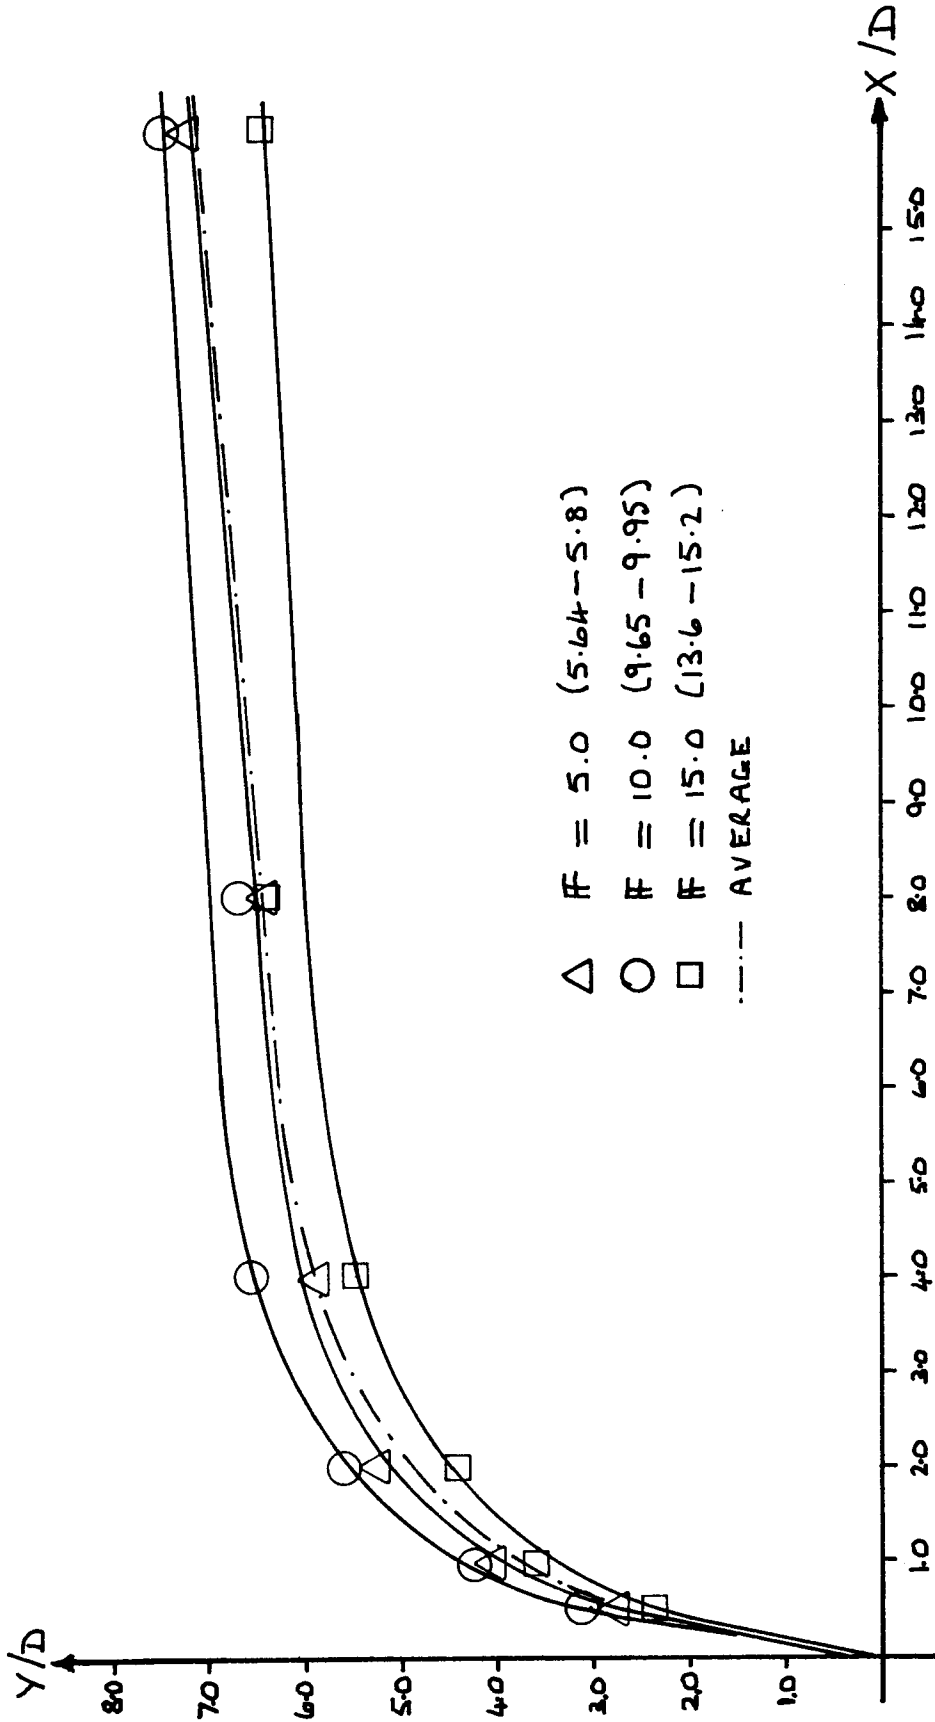 Y/D
8.0
7.0
6.0
5.0
4.0
3.0
2.0
1.0
1.0 2.0 3.0 4.0 5.0 6.0 7.0 8.0 9.0 10.0 11.0 12.0 13.0 14.0 15.0
X/D
△ F = 5.0 (5.64 – 5.8)
○ F = 10.0 (9.65 – 9.95)
□ F = 15.0 (13.6 – 15.2)
AVERAGE